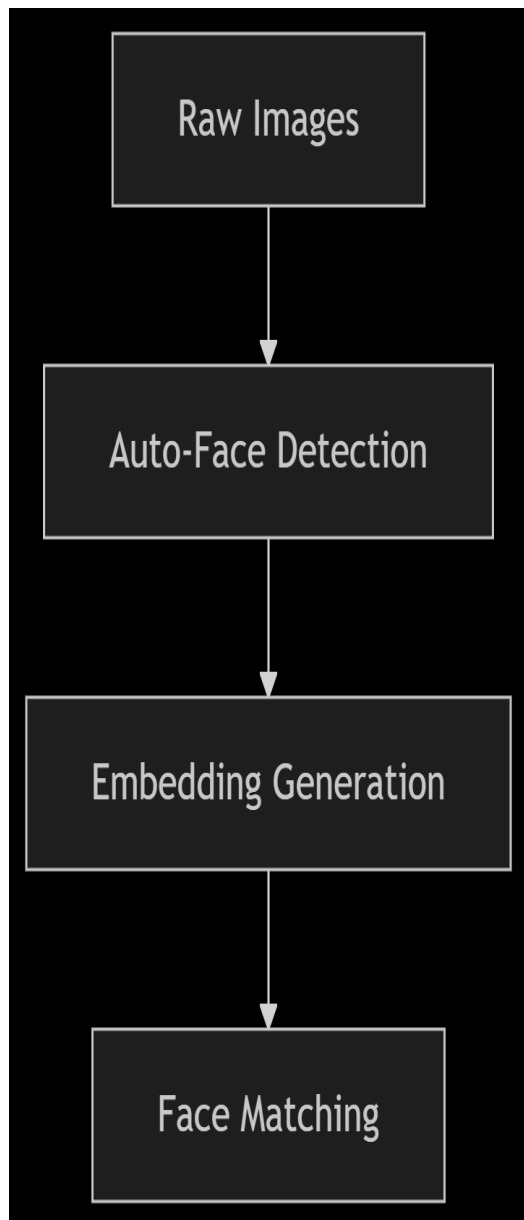 Raw Images
Auto-Face Detection
Embedding Generation
Face Matching